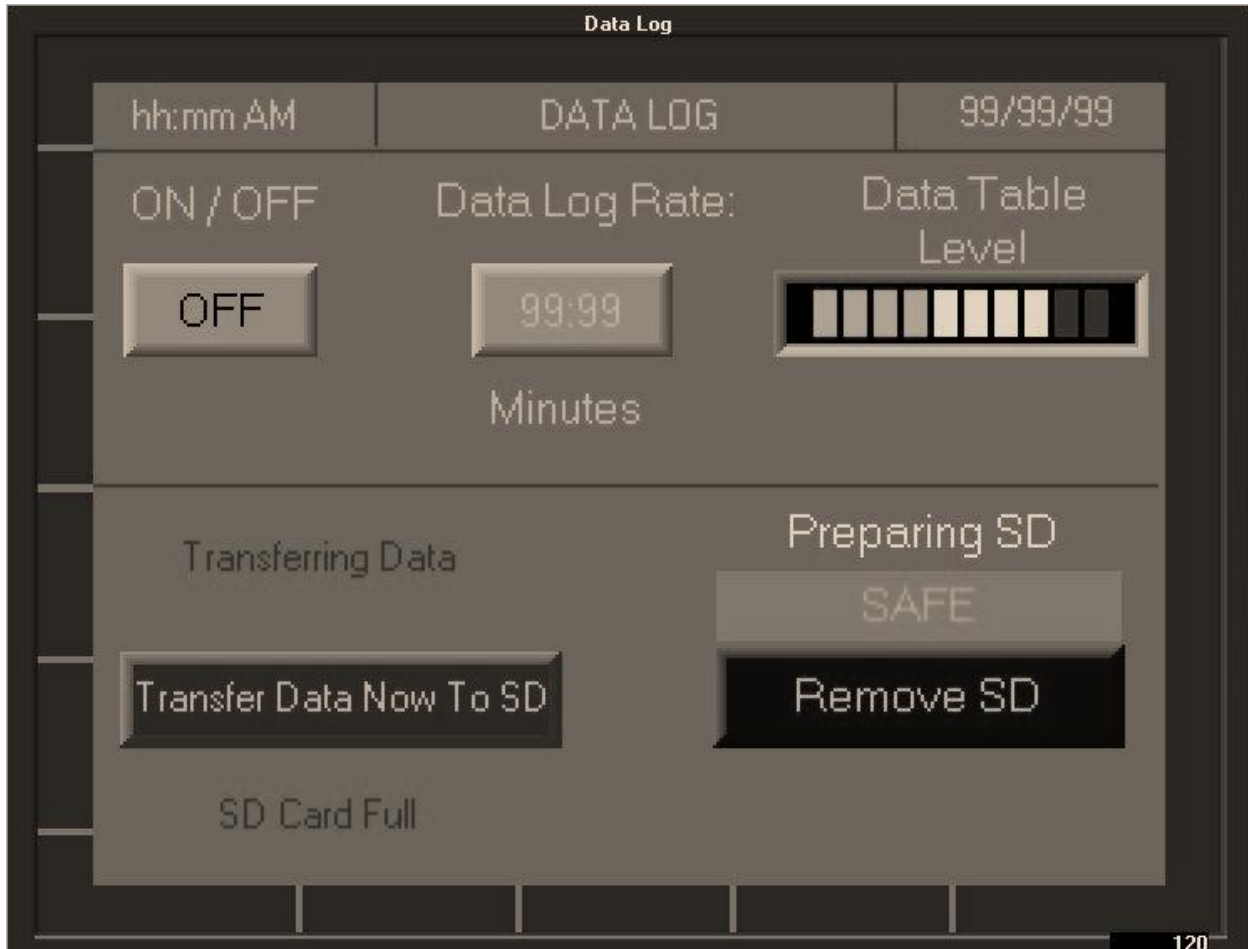 Data Log
hh:mm AM
DATA LOG
99/99/99
ON / OFF
Data Log Rate:
Data Table
Level
OFF
99:99
Minutes
Transferring Data
Preparing SD
SAFE
Transfer Data Now To SD
Remove SD
SD Card Full
120